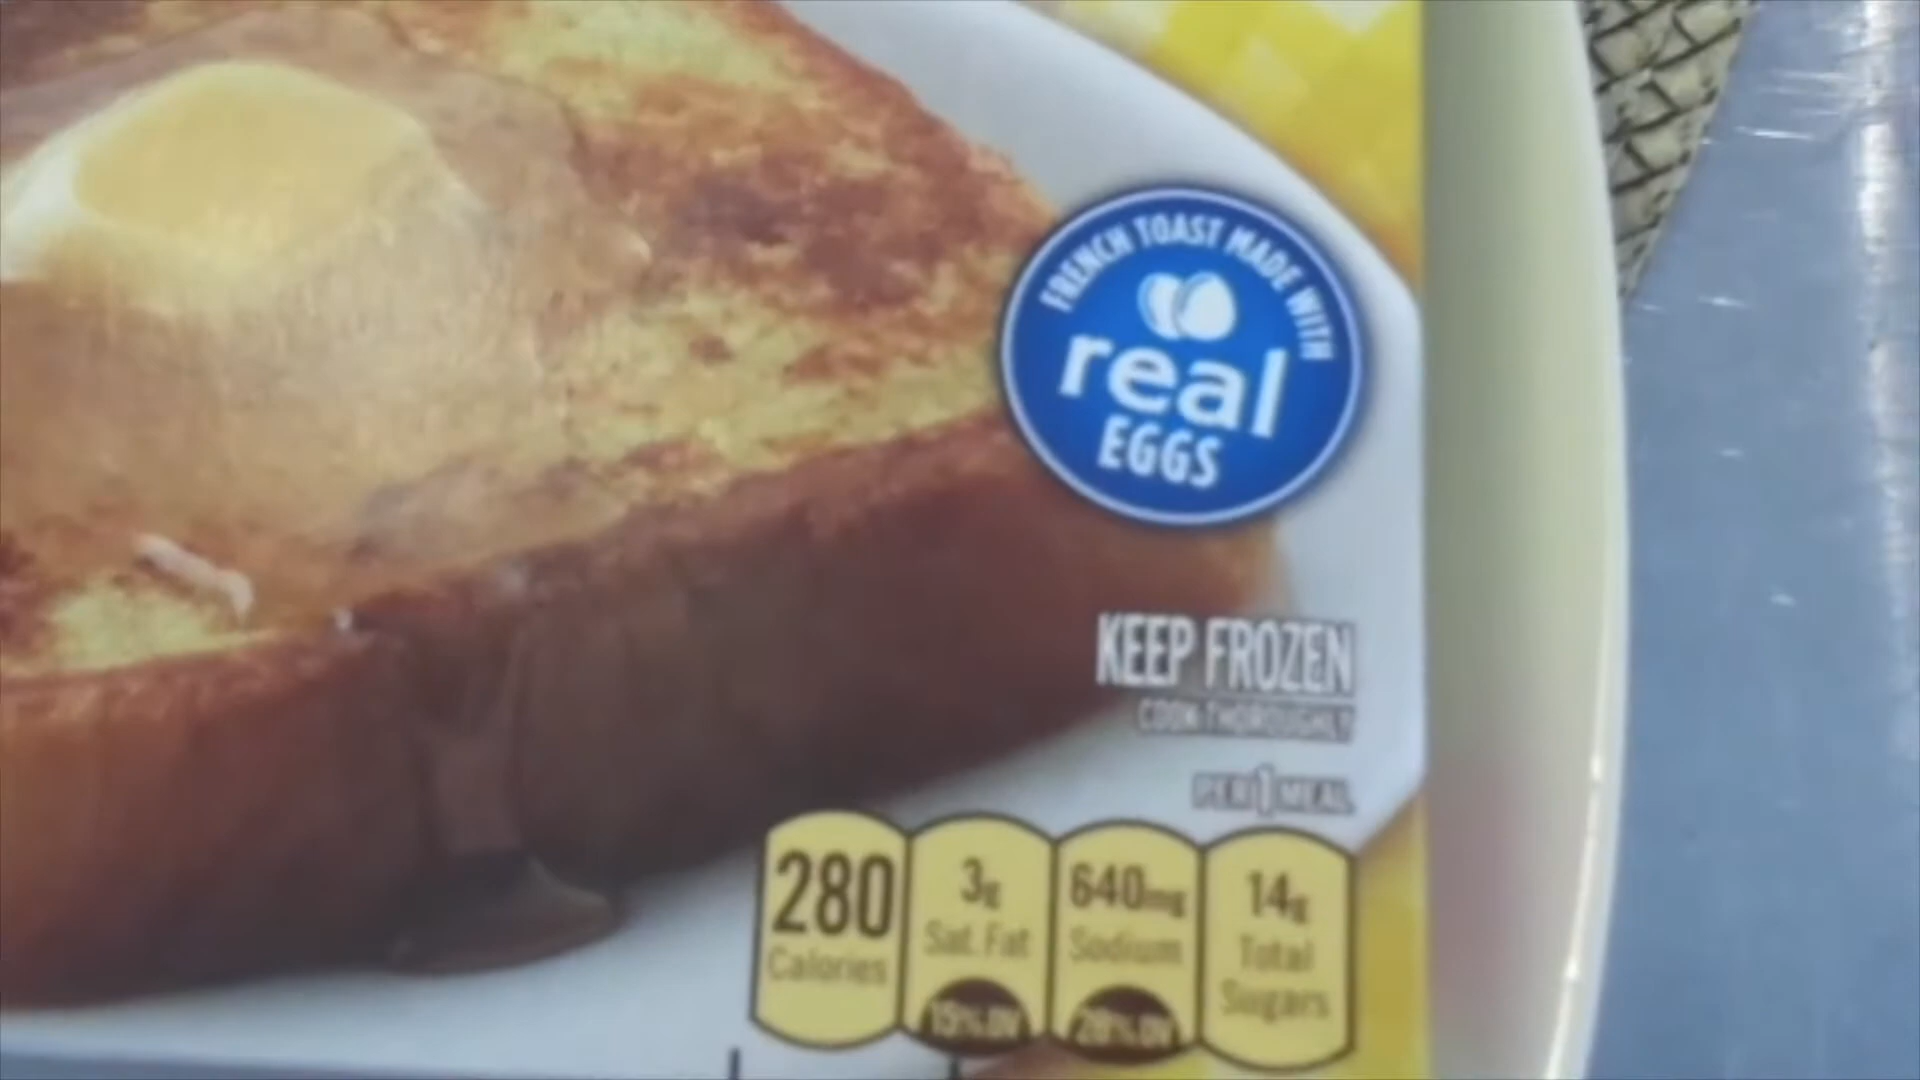 FRENCH TOAST MADE WITH
real
EGGS
KEEP FROZEN
COOK THOROUGHLY
PER 1 MEAL
280
Calories
3g
Sat. Fat
15% DV
640mg
Sodium
28% DV
14g
Total
Sugars